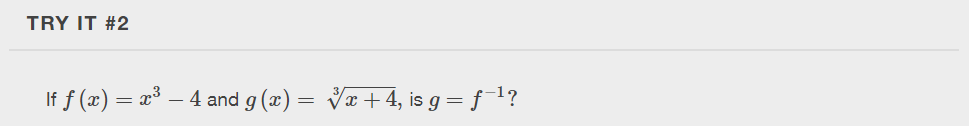 TRY IT #2
If f (x) = x³ − 4 and g (x) = ∛(x + 4), is g = f⁻¹?